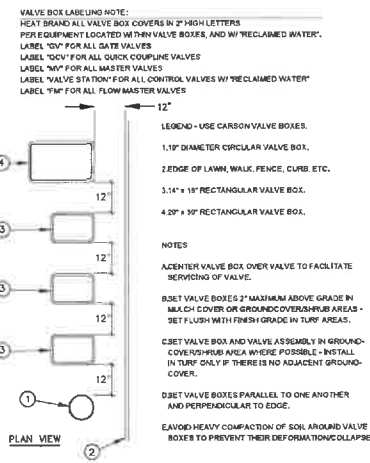 VALVE BOX LABELING NOTE:
HEAT BRAND ALL VALVE BOX COVERS IN 2" HIGH LETTERS
PER EQUIPMENT LOCATED WITHIN VALVE BOXES, AND W/ "RECLAIMED WATER".
LABEL "GV" FOR ALL GATE VALVES
LABEL "QCV" FOR ALL QUICK COUPLINE VALVES
LABEL "MV" FOR ALL MASTER VALVES
LABEL "VALVE STATION" FOR ALL CONTROL VALVES W/ "RECLAIMED WATER"
LABEL "FM" FOR ALL FLOW MASTER VALVES
12"
LEGEND - USE CARSON VALVE BOXES.
1.10" DIAMETER CIRCULAR VALVE BOX.
2.EDGE OF LAWN, WALK, FENCE, CURB, ETC.
3.14" x 19" RECTANGULAR VALVE BOX.
4.20" x 30" RECTANGULAR VALVE BOX.
NOTES
A.CENTER VALVE BOX OVER VALVE TO FACILITATE
SERVICING OF VALVE.
B.SET VALVE BOXES 2" MAXIMUM ABOVE GRADE IN
MULCH COVER OR GROUNDCOVER/SHRUB AREAS -
SET FLUSH WITH FINISH GRADE IN TURF AREAS.
C.SET VALVE BOX AND VALVE ASSEMBLY IN GROUND-
COVER/SHRUB AREA WHERE POSSIBLE - INSTALL
IN TURF ONLY IF THERE IS NO ADJACENT GROUND-
COVER.
D.SET VALVE BOXES PARALLEL TO ONE ANOTHER
AND PERPENDICULAR TO EDGE.
E.AVOID HEAVY COMPACTION OF SOIL AROUND VALVE
BOXES TO PREVENT THEIR DEFORMATION/COLLAPSE
4
12"
3
12"
3
12"
3
12"
1
PLAN VIEW
2